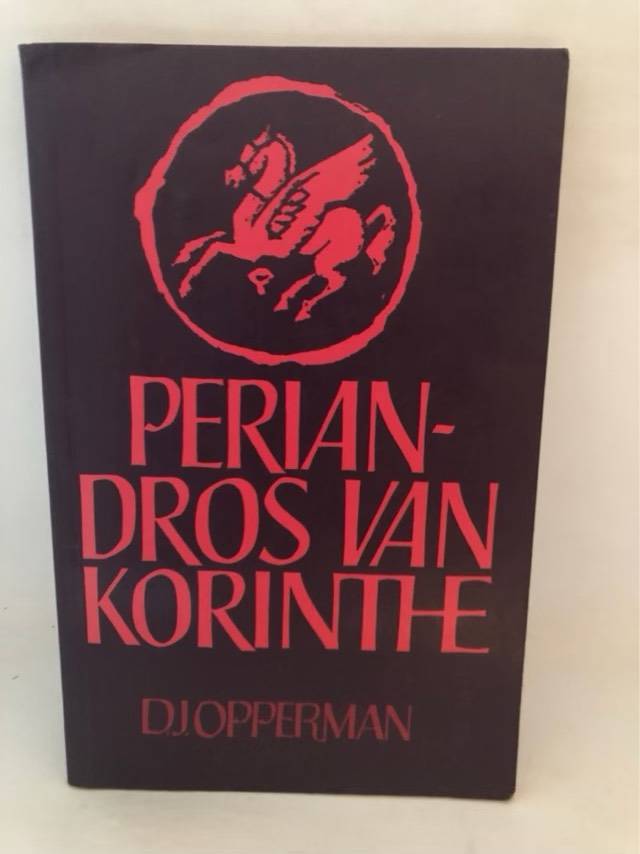 PERIAN-
DROS VAN
KORINTHE
D.J. OPPERMAN